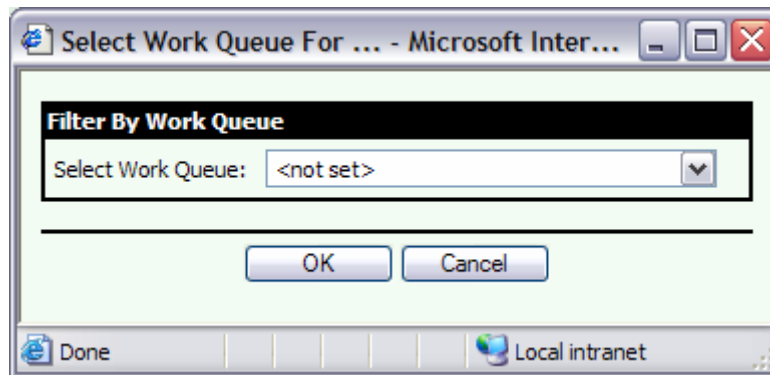 Select Work Queue For ... - Microsoft Inter...
Filter By Work Queue
Select Work Queue: <not set>
OK Cancel
Done Local intranet